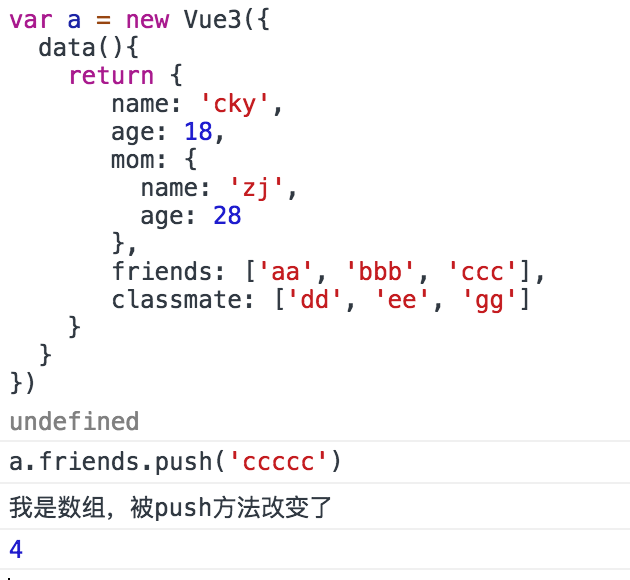 var a = new Vue3({
data(){
return {
name: 'cky',
age: 18,
mom: {
name: 'zj',
age: 28
},
friends: ['aa', 'bbb', 'ccc'],
classmate: ['dd', 'ee', 'gg']
}
}
})
undefined
a.friends.push('ccccc')
我是数组，被push方法改变了
4